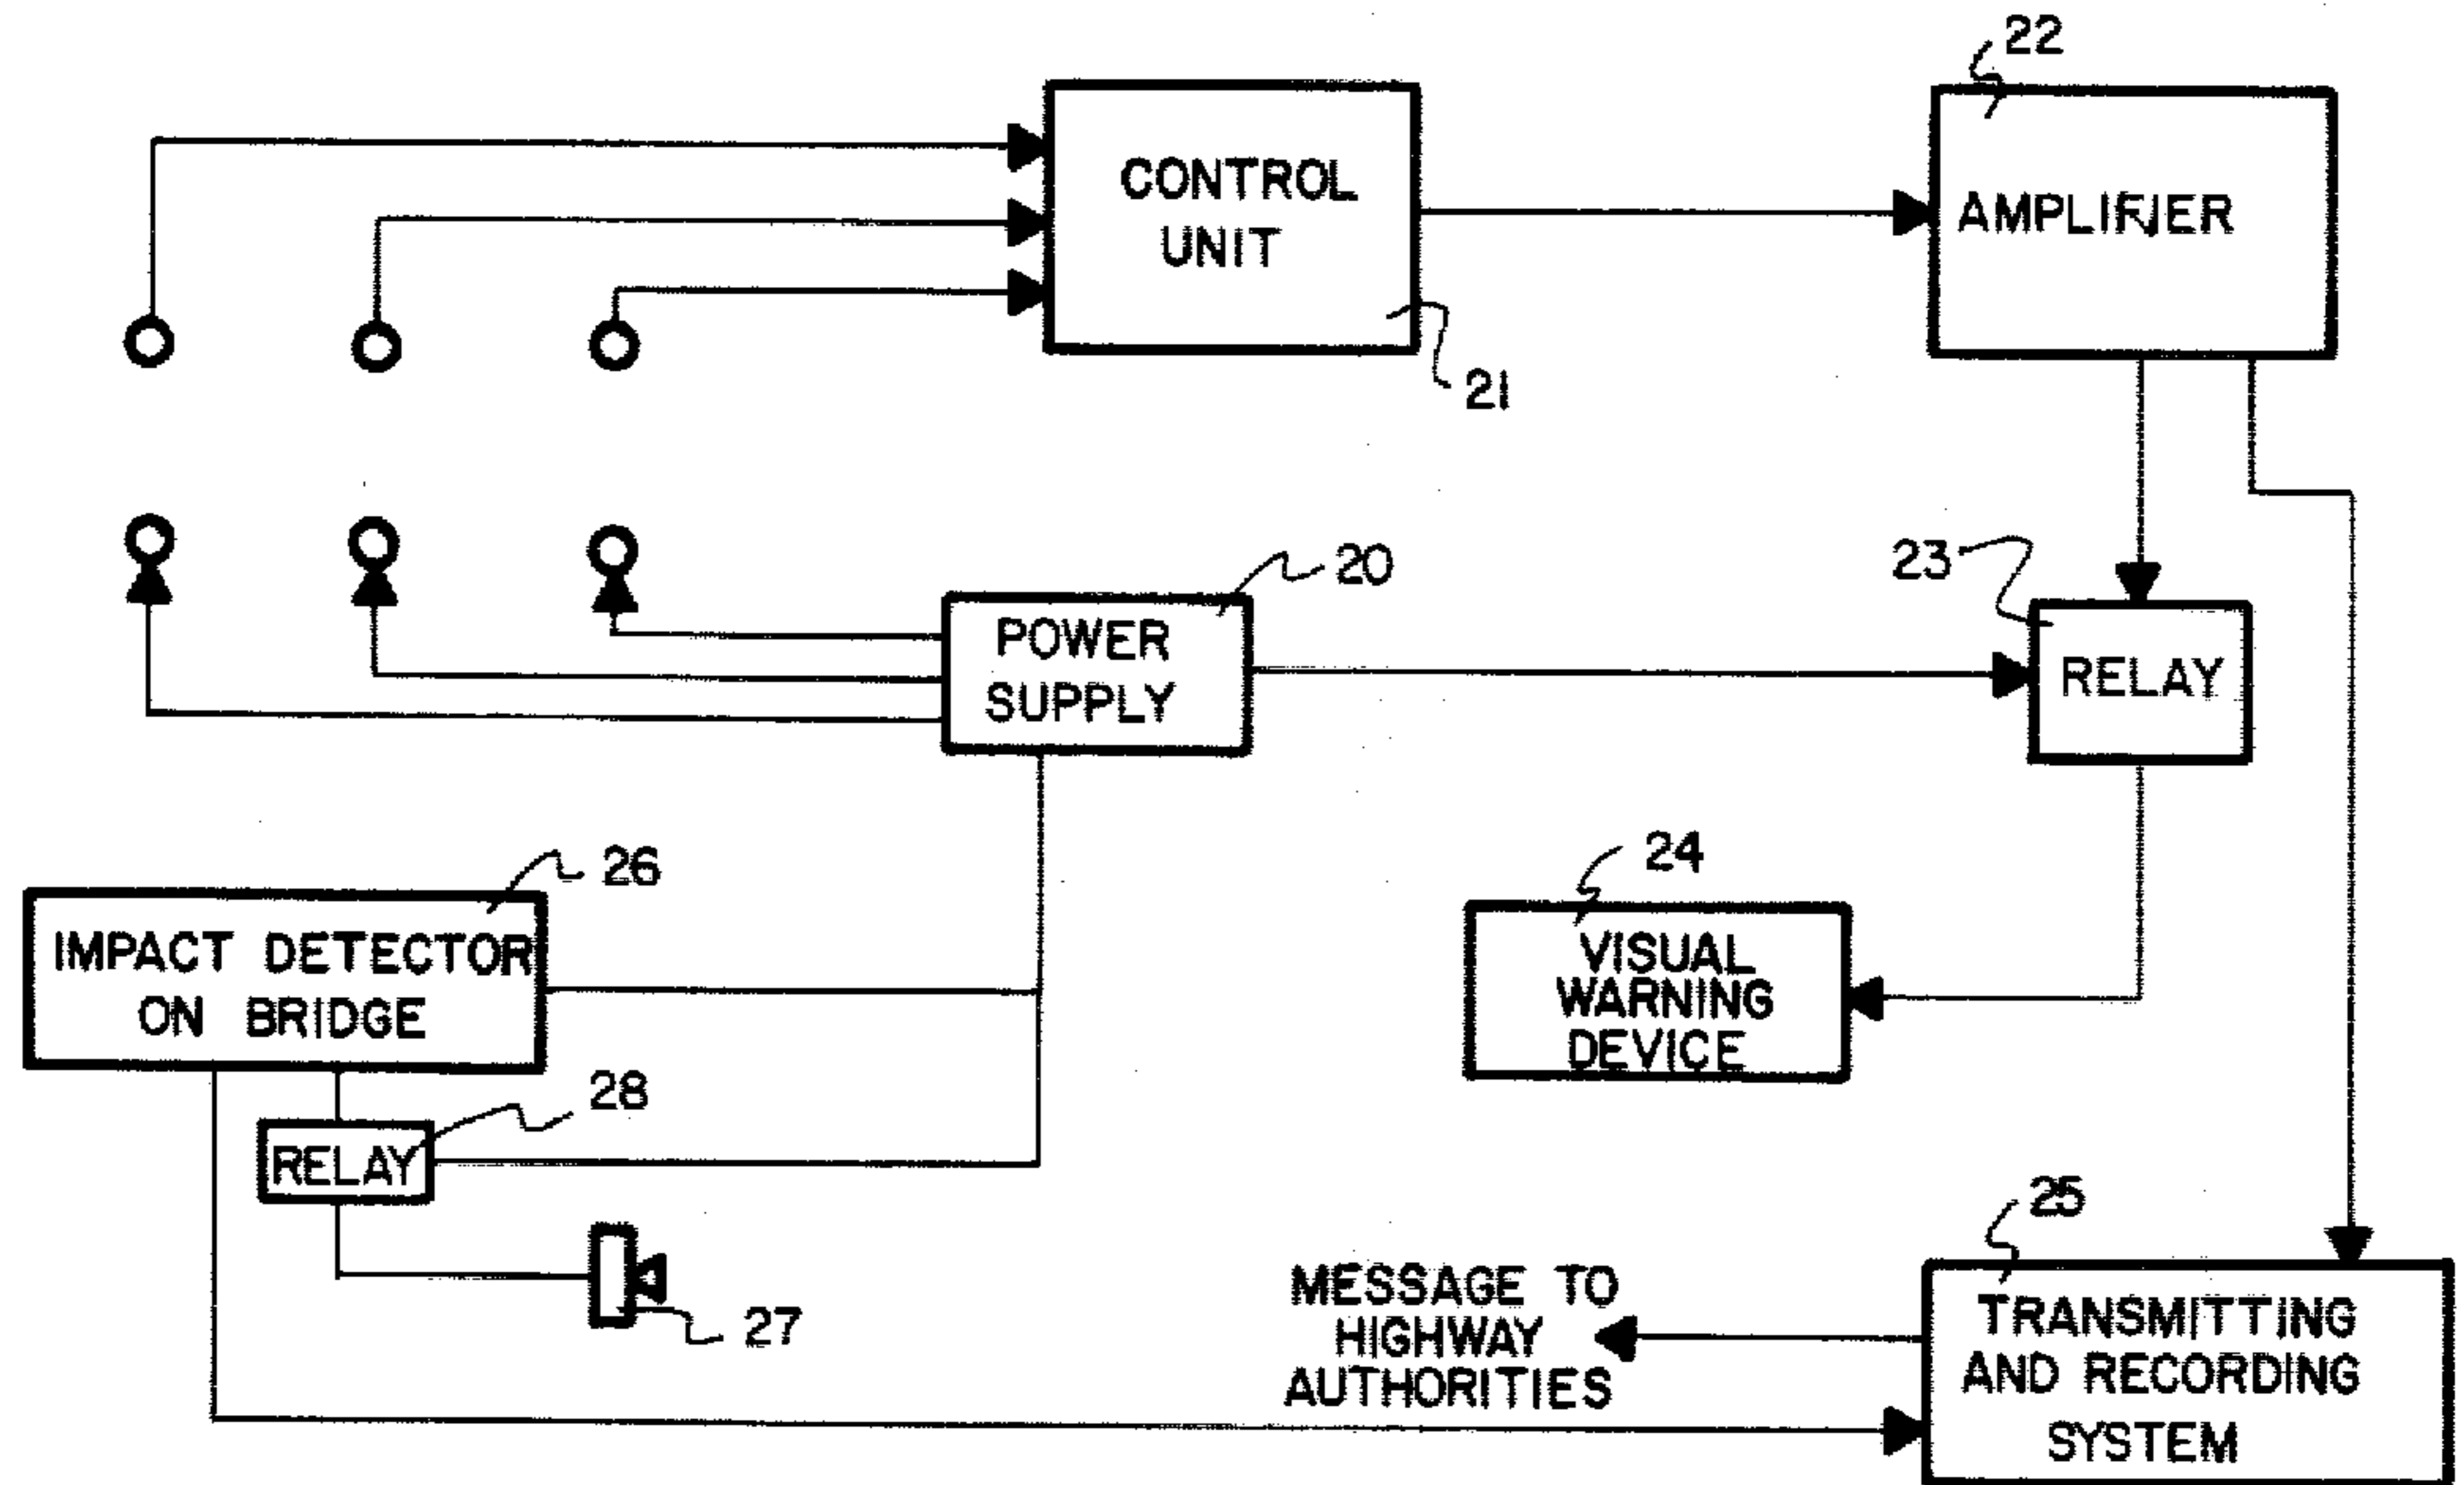 22
CONTROL
UNIT
AMPLIFIER
21
20
23
POWER
SUPPLY
RELAY
26
24
IMPACT DETECTOR
ON BRIDGE
VISUAL
WARNING
DEVICE
28
RELAY
25
27
MESSAGE TO
HIGHWAY
AUTHORITIES
TRANSMITTING
AND RECORDING
SYSTEM